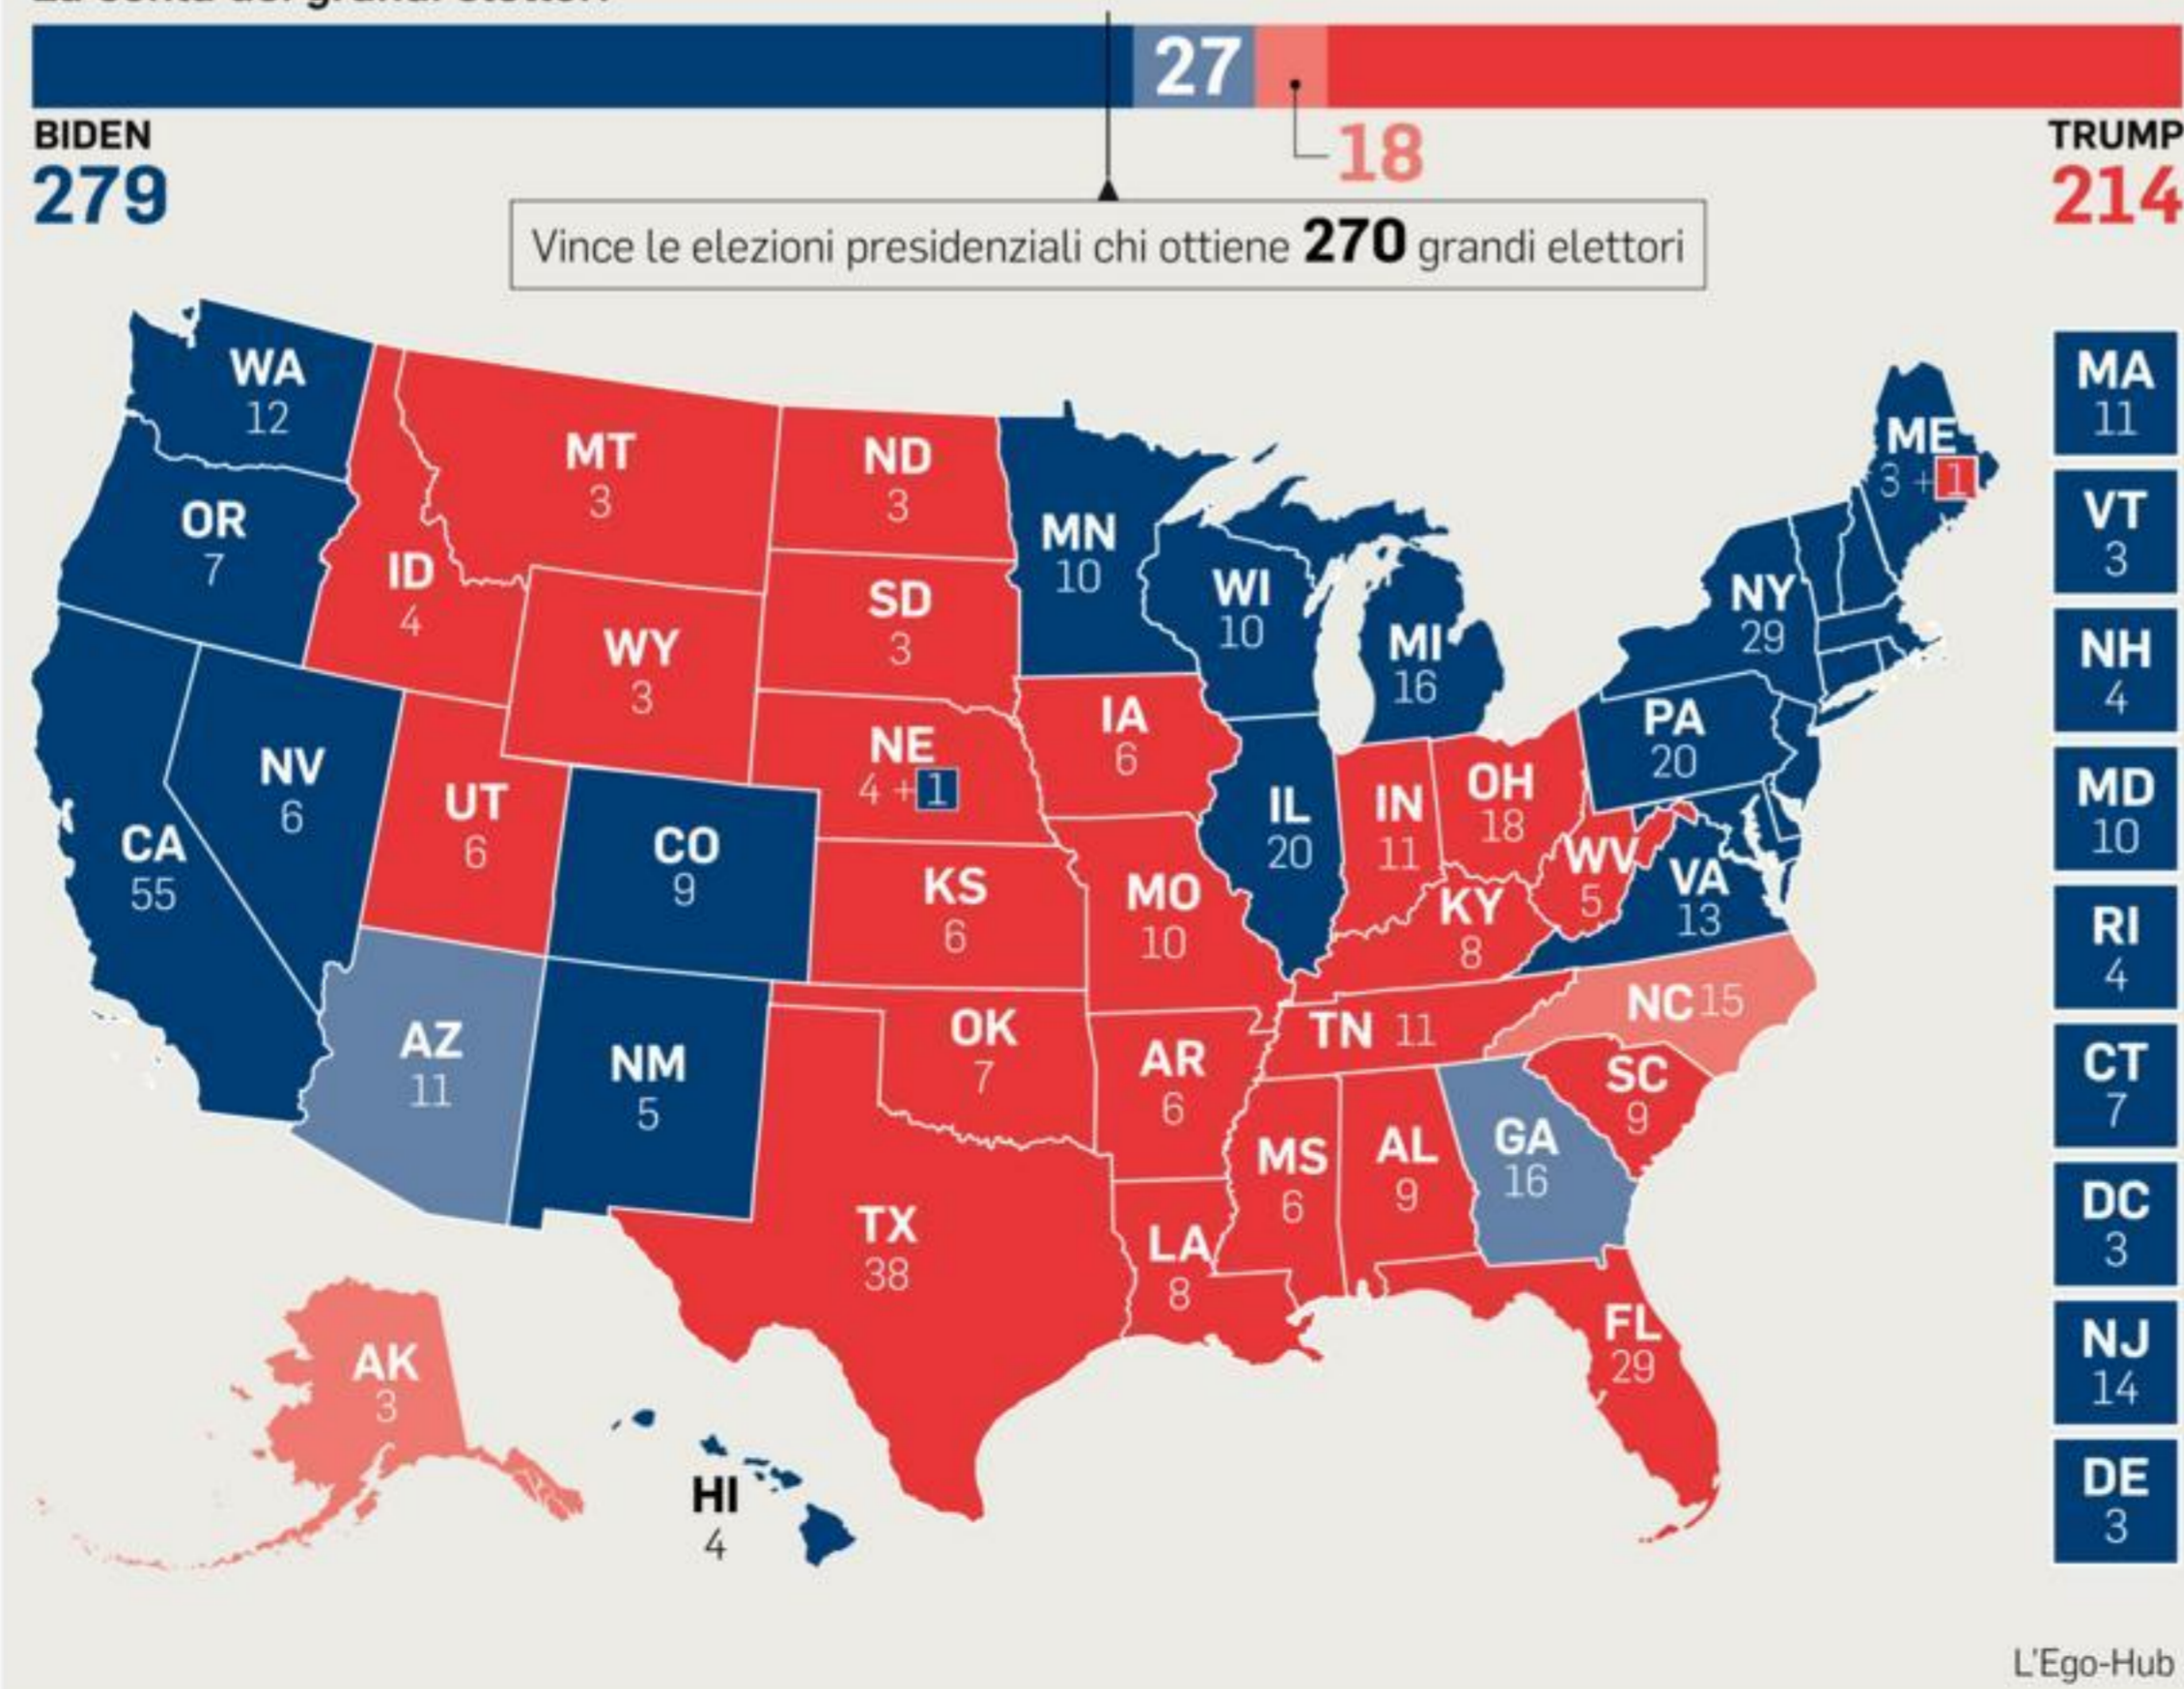 27
BIDEN
279
18
TRUMP
214
Vince le elezioni presidenziali chi ottiene 270 grandi elettori
WA
12
OR
7
CA
55
NV
6
ID
4
MT
3
WY
3
UT
6
AZ
11
CO
9
NM
5
ND
3
SD
3
NE
4 + 1
KS
6
OK
7
TX
38
MN
10
IA
6
MO
10
AR
6
LA
8
WI
10
IL
20
MI
16
IN
11
OH
18
KY
8
TN 11
MS
6
AL
9
GA
16
FL
29
SC
9
NC 15
VA
13
WV
5
PA
20
NY
29
ME
3 + 1
AK
3
HI
4
MA
11
VT
3
NH
4
MD
10
RI
4
CT
7
DC
3
NJ
14
DE
3
L'Ego-Hub